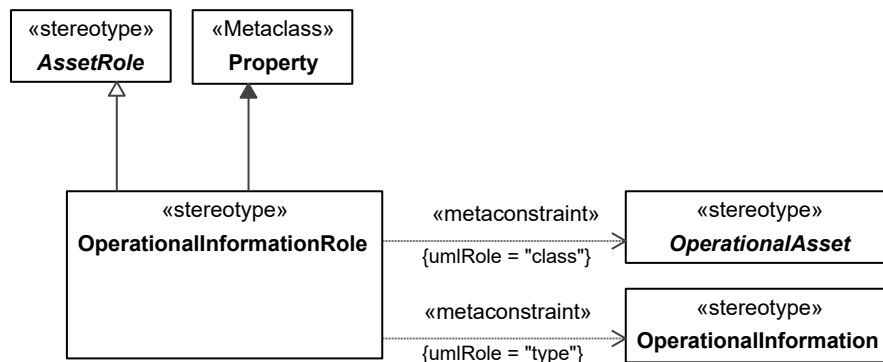 «stereotype»
AssetRole
«Metaclass»
Property
«stereotype»
OperationalInformationRole
«metaconstraint»
{umlRole = "class"}
«stereotype»
OperationalAsset
«metaconstraint»
{umlRole = "type"}
«stereotype»
OperationalInformation